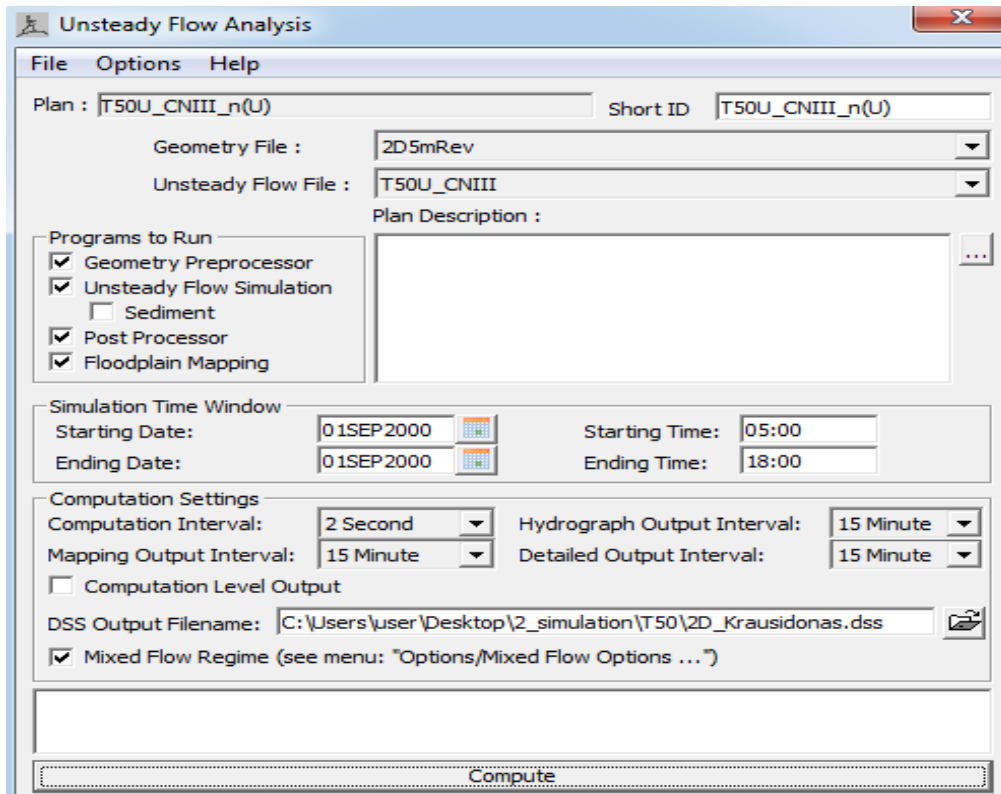 Unsteady Flow Analysis
File Options Help
Plan : T50U_CNIII_n(U) Short ID T50U_CNIII_n(U)
Geometry File : 2D5mRev
Unsteady Flow File : T50U_CNIII
Plan Description :
Programs to Run
Geometry Preprocessor
Unsteady Flow Simulation
Sediment
Post Processor
Floodplain Mapping
...
Simulation Time Window
Starting Date: 01SEP2000 Starting Time: 05:00
Ending Date: 01SEP2000 Ending Time: 18:00
Computation Settings
Computation Interval: 2 Second Hydrograph Output Interval: 15 Minute
Mapping Output Interval: 15 Minute Detailed Output Interval: 15 Minute
Computation Level Output
DSS Output Filename: C:\Users\user\Desktop\2_simulation\T50\2D_Krausidonas.dss
Mixed Flow Regime (see menu: "Options/Mixed Flow Options ...")
Compute